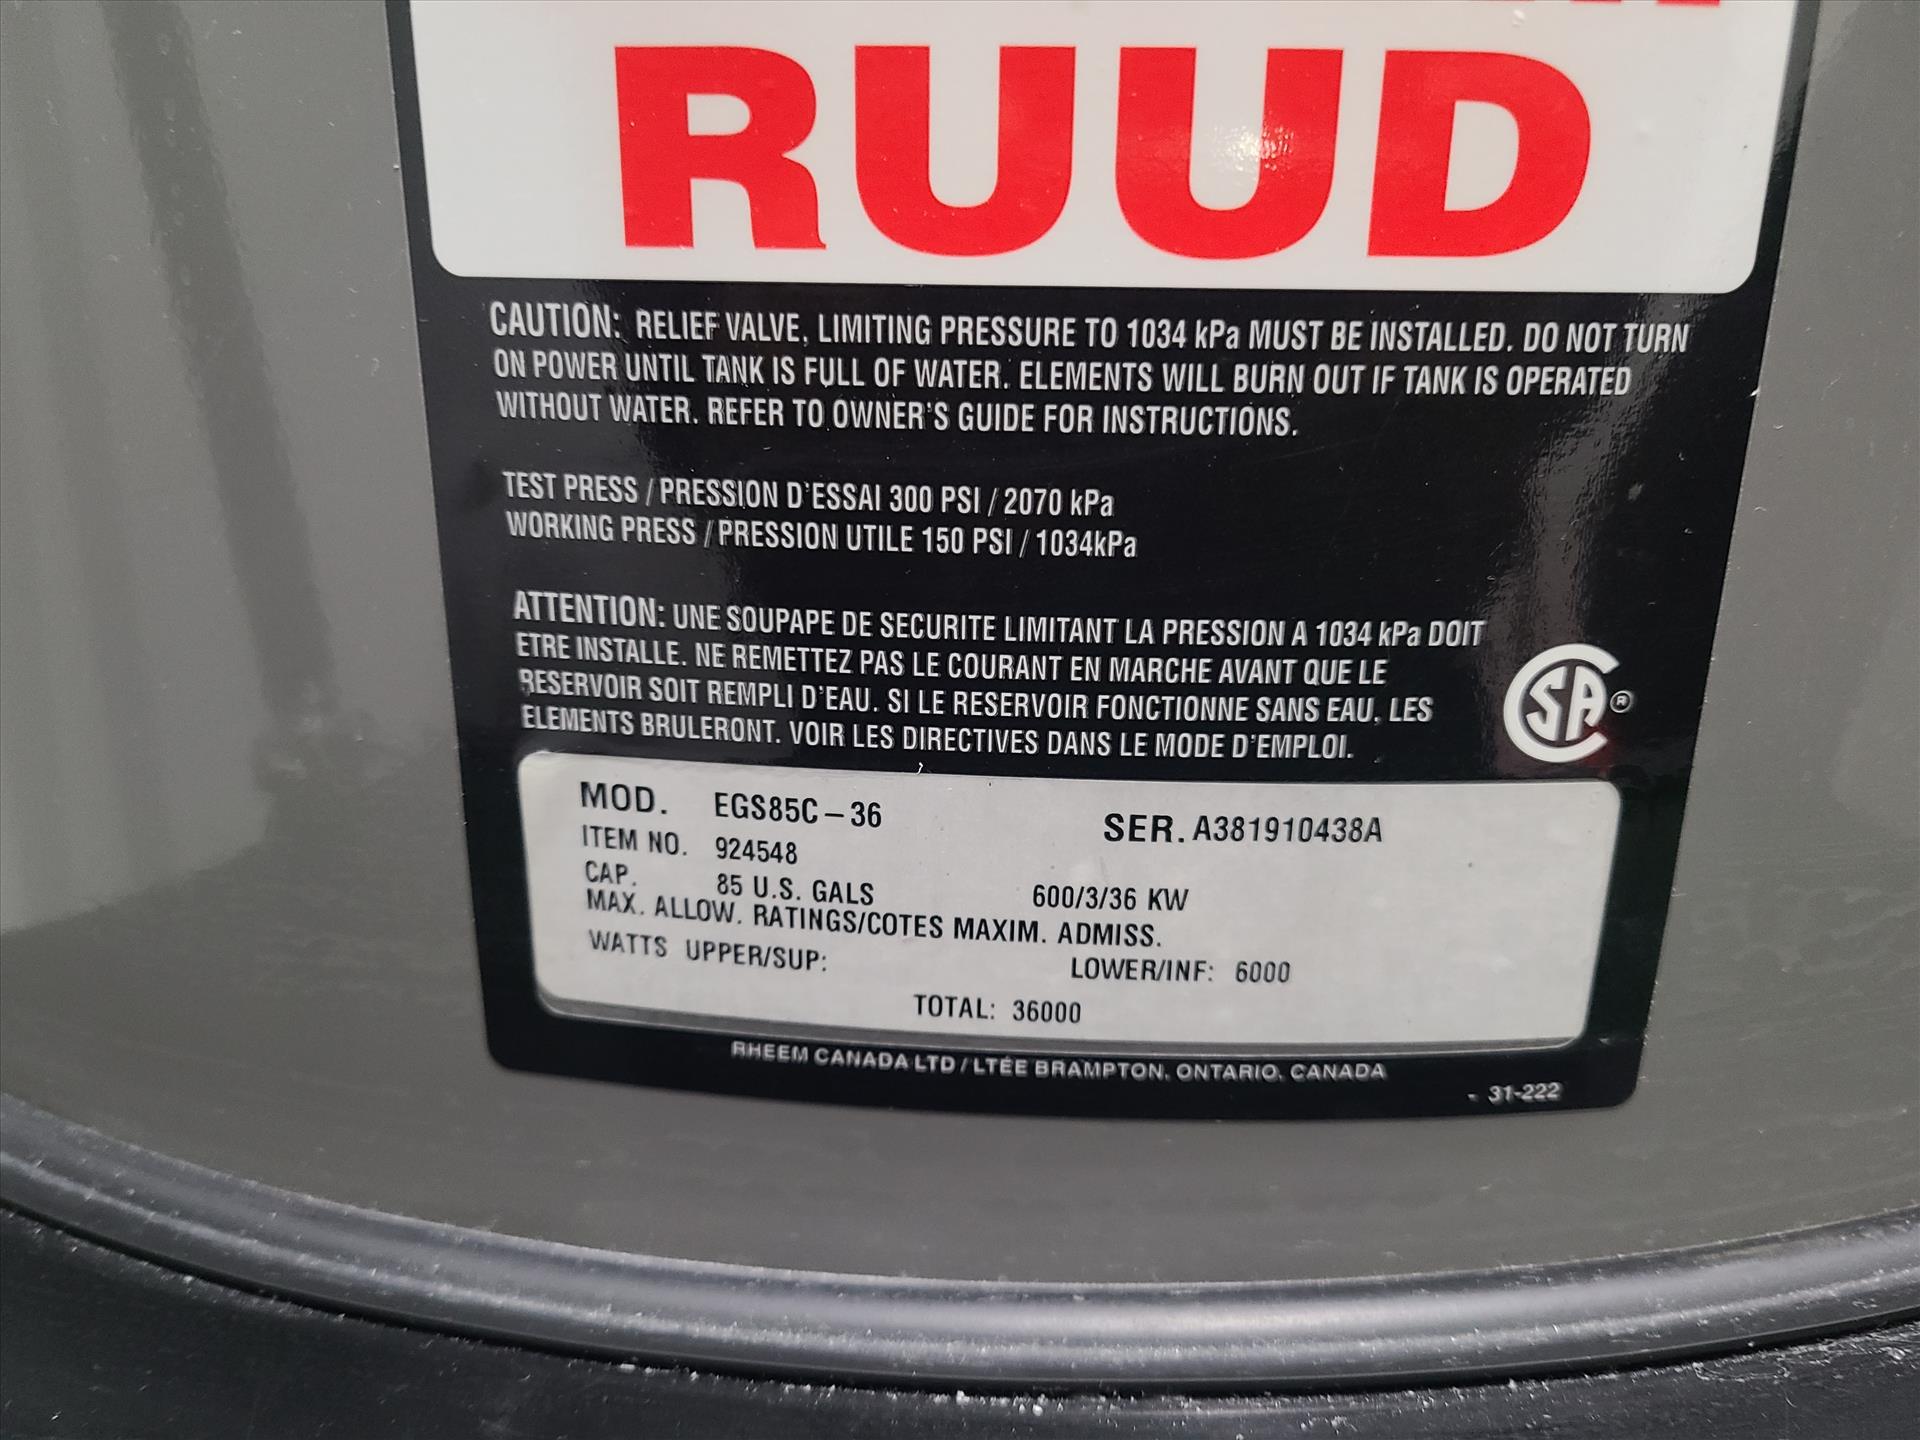 RUUD
CAUTION: RELIEF VALVE, LIMITING PRESSURE TO 1034 kPa MUST BE INSTALLED. DO NOT TURN
ON POWER UNTIL TANK IS FULL OF WATER. ELEMENTS WILL BURN OUT IF TANK IS OPERATED
WITHOUT WATER. REFER TO OWNER'S GUIDE FOR INSTRUCTIONS.
TEST PRESS / PRESSION D'ESSAI 300 PSI / 2070 kPa
WORKING PRESS / PRESSION UTILE 150 PSI / 1034kPa
ATTENTION: UNE SOUPAPE DE SECURITE LIMITANT LA PRESSION A 1034 kPa DOIT
ETRE INSTALLE. NE REMETTEZ PAS LE COURANT EN MARCHE AVANT QUE LE
RESERVOIR SOIT REMPLI D'EAU. SI LE RESERVOIR FONCTIONNE SANS EAU, LES
ELEMENTS BRULERONT. VOIR LES DIRECTIVES DANS LE MODE D'EMPLOI.
CSA ®
MOD. EGS85C-36 SER. A381910438A
ITEM NO. 924548
CAP. 85 U.S. GALS 600/3/36 KW
MAX. ALLOW. RATINGS/COTES MAXIM. ADMISS.
WATTS UPPER/SUP: LOWER/INF: 6000
TOTAL: 36000
RHEEM CANADA LTD / LTÉE BRAMPTON, ONTARIO, CANADA
- 31-222